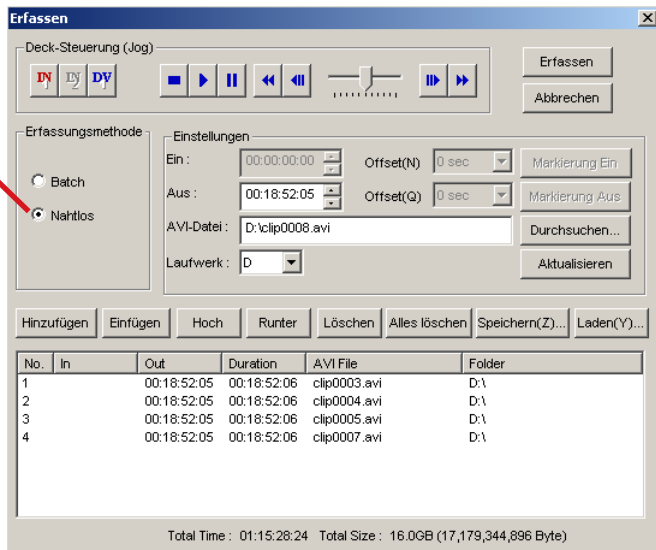 Erfassen
Deck-Steuerung (Jog)
IN IN DV
Erfassen
Abbrechen
Erfassungsmethode
Batch
Nahtlos
Einstellungen
Ein : 00:00:00:00 Offset(N) 0 sec Markierung Ein
Aus : 00:18:52:05 Offset(Q) 0 sec Markierung Aus
AVI-Datei : D:\clip0008.avi Durchsuchen...
Laufwerk : D Aktualisieren
Hinzufügen Einfügen Hoch Runter Löschen Alles löschen Speichern(Z)... Laden(Y)...
No. In Out Duration AVI File Folder
1 00:18:52:05 00:18:52:06 clip0003.avi D:\
2 00:18:52:05 00:18:52:06 clip0004.avi D:\
3 00:18:52:05 00:18:52:06 clip0005.avi D:\
4 00:18:52:05 00:18:52:06 clip0007.avi D:\
Total Time : 01:15:28:24 Total Size : 16.0GB (17,179,344,896 Byte)